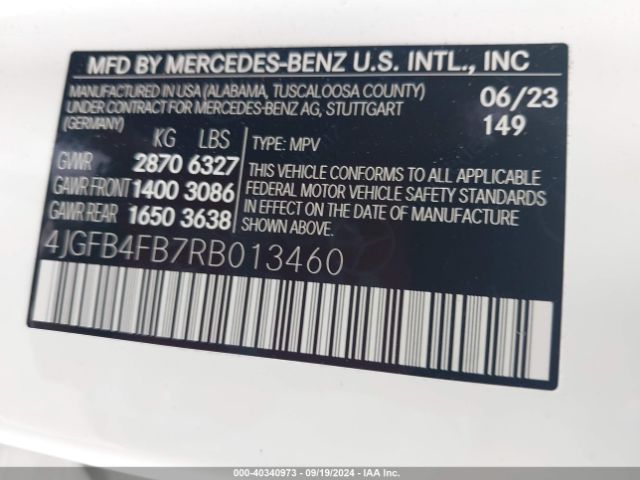 MFD BY MERCEDES-BENZ U.S. INTL., INC
MANUFACTURED IN USA (ALABAMA, TUSCALOOSA COUNTY)
UNDER CONTRACT FOR MERCEDES-BENZ AG, STUTTGART
(GERMANY)
06/23
149
KG LBS
GVWR 2870 6327
GAWR FRONT 1400 3086
GAWR REAR 1650 3638
TYPE: MPV
THIS VEHICLE CONFORMS TO ALL APPLICABLE
FEDERAL MOTOR VEHICLE SAFETY STANDARDS
IN EFFECT ON THE DATE OF MANUFACTURE
SHOWN ABOVE.
4JGFB4FB7RB013460
000-40340973 - 09/19/2024 - IAAI.COM